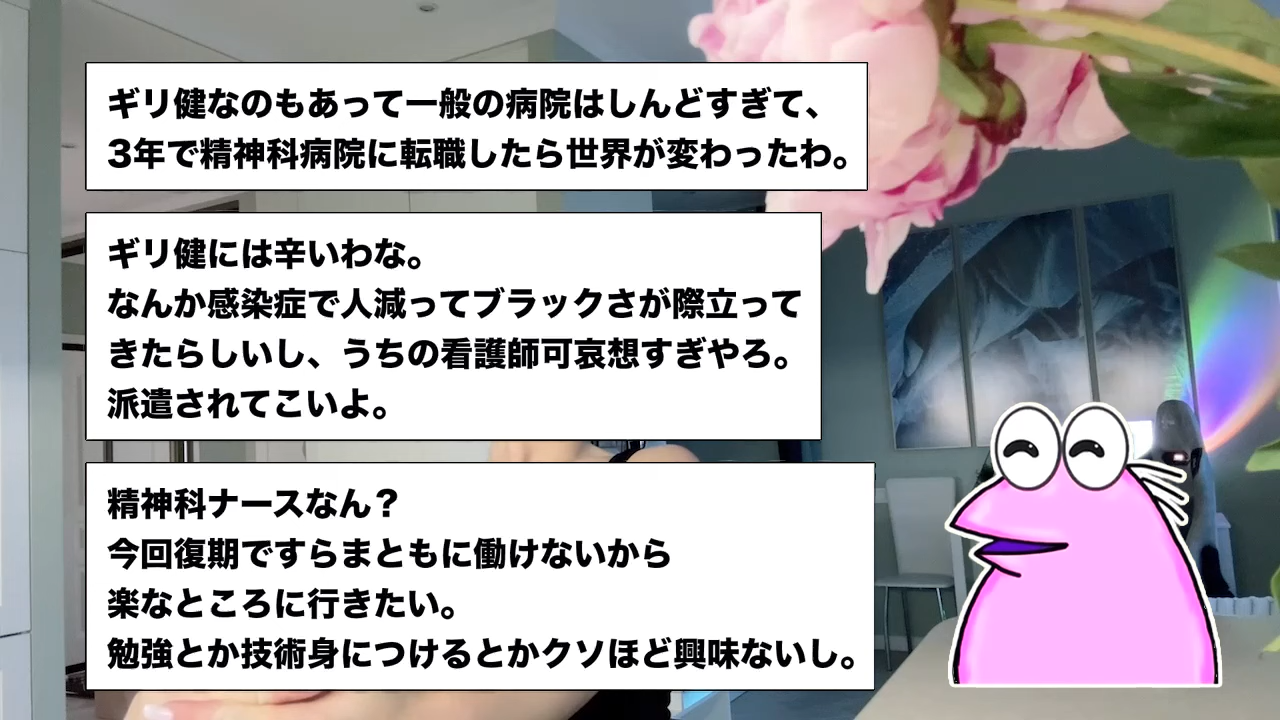 ギリ健なのもあって一般の病院はしんどすぎて、
3年で精神科病院に転職したら世界が変わったわ。
ギリ健には辛いわな。
なんか感染症で人減ってブラックさが際立って
きたらしいし、うちの看護師可哀想すぎやろ。
派遣されてこいよ。
精神科ナースなん？
今回復期ですらまともに働けないから
楽なところに行きたい。
勉強とか技術身につけるとかクソほど興味ないし。